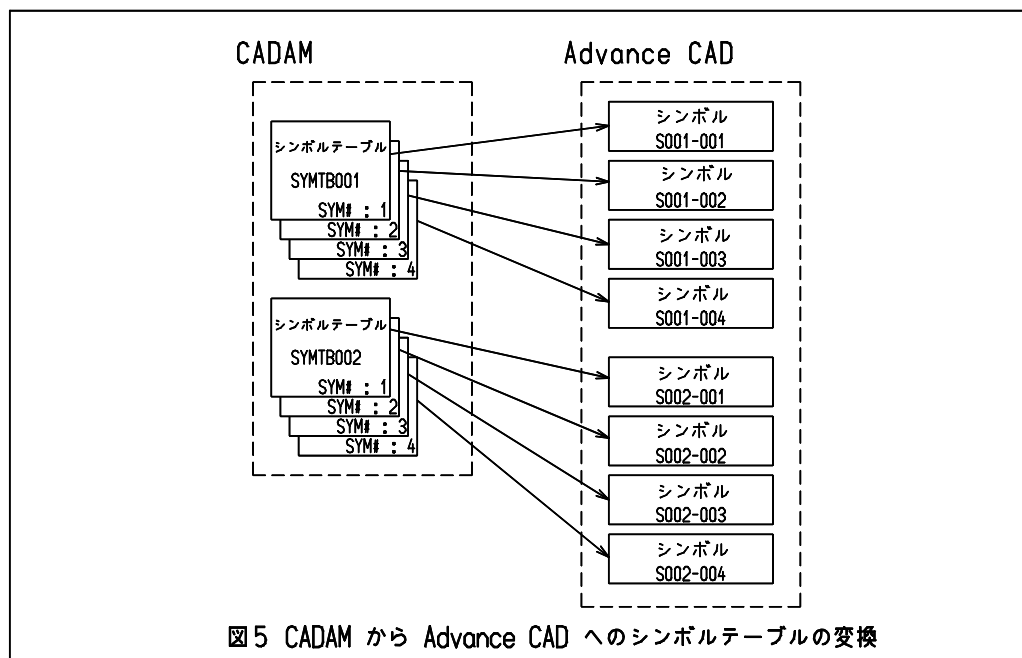 CADAM
シンボルテーブル
SYMTB001
SYM# : 1
SYM# : 2
SYM# : 3
SYM# : 4
シンボルテーブル
SYMTB002
SYM# : 1
SYM# : 2
SYM# : 3
SYM# : 4
Advance CAD
シンボル
S001-001
シンボル
S001-002
シンボル
S001-003
シンボル
S001-004
シンボル
S002-001
シンボル
S002-002
シンボル
S002-003
シンボル
S002-004
図5 CADAM から Advance CAD へのシンボルテーブルの変換